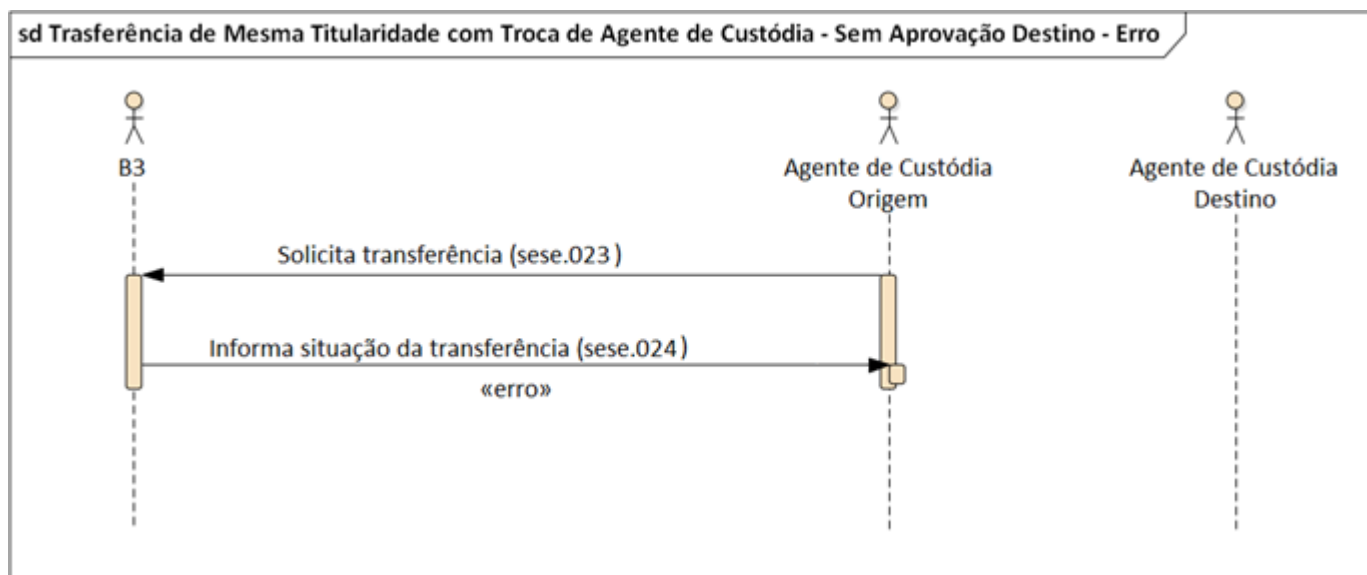 sd Trasferência de Mesma Titularidade com Troca de Agente de Custódia - Sem Aprovação Destino - Erro
B3
Agente de Custódia
Origem
Agente de Custódia
Destino
Solicita transferência (sese.023)
Informa situação da transferência (sese.024)
«erro»